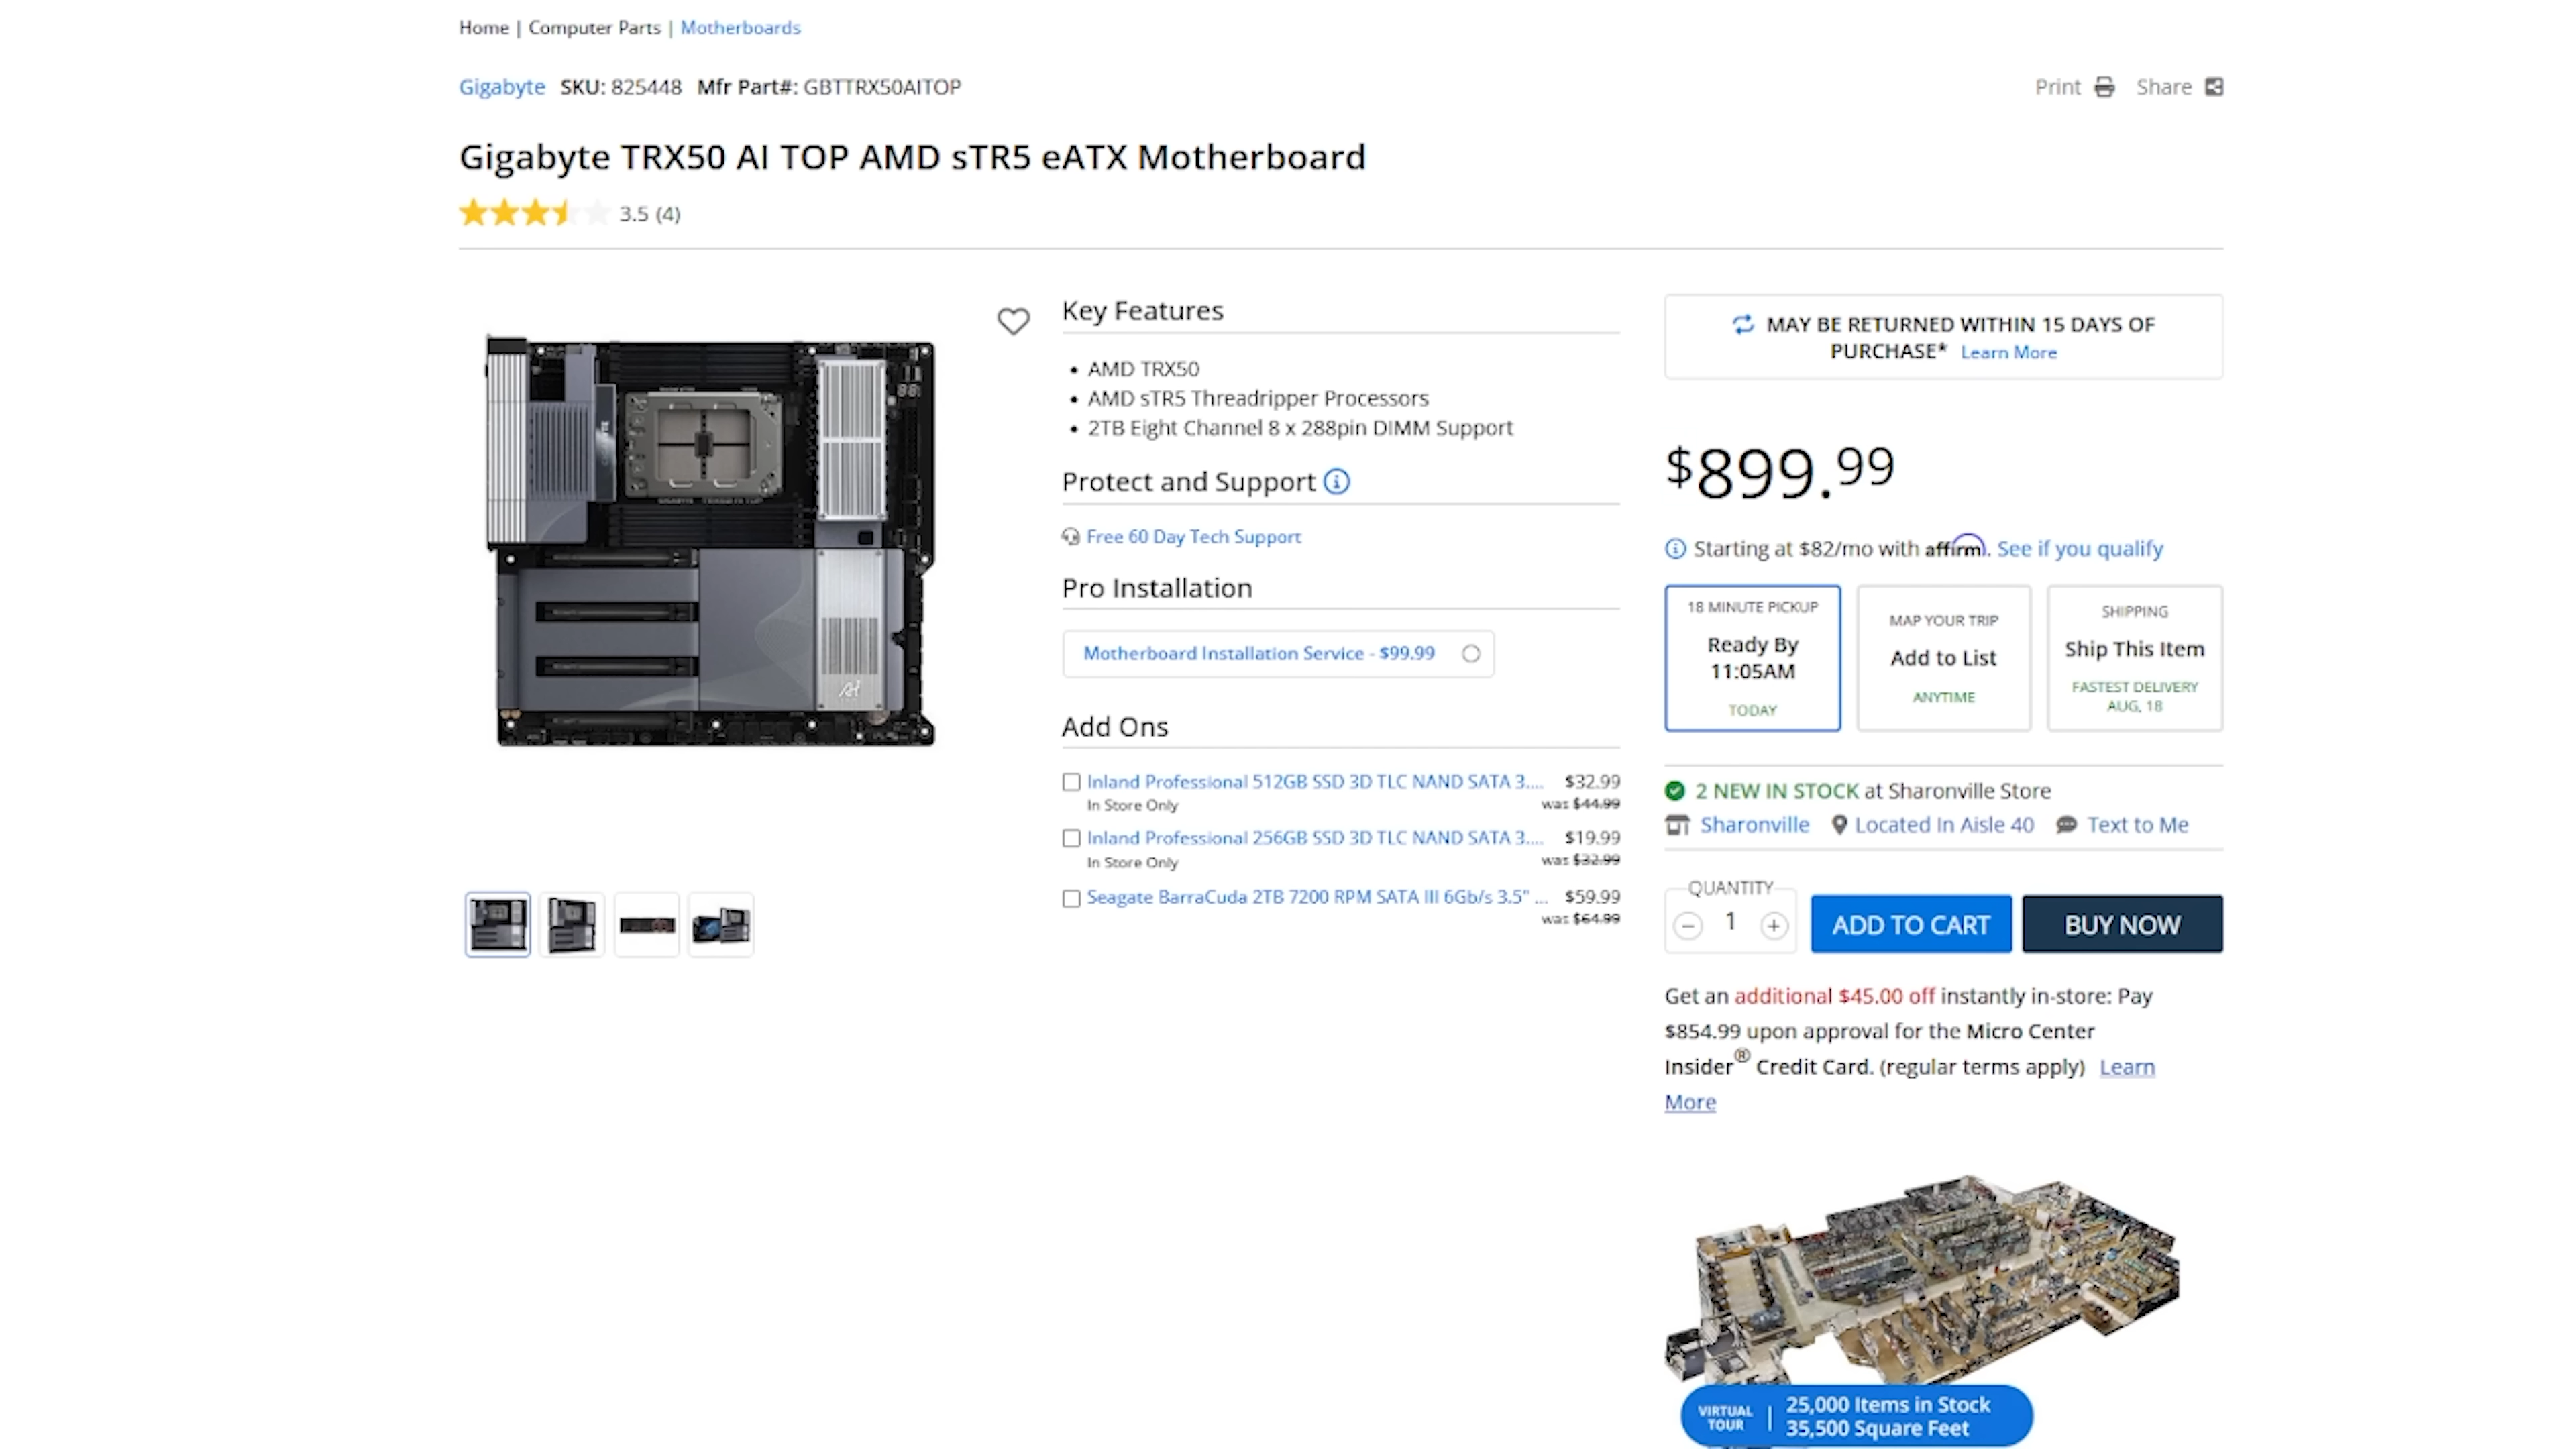 Home | Computer Parts | Motherboards
Gigabyte SKU: 825448 Mfr Part#: GBTTRX50AITOP
Print Share
Gigabyte TRX50 AI TOP AMD sTR5 eATX Motherboard
3.5 (4)
Key Features
• AMD TRX50
• AMD sTR5 Threadripper Processors
• 2TB Eight Channel 8 x 288pin DIMM Support
Protect and Support
Free 60 Day Tech Support
Pro Installation
Motherboard Installation Service - $99.99
Add Ons
Inland Professional 512GB SSD 3D TLC NAND SATA 3.... $32.99
In Store Only was $44.99
Inland Professional 256GB SSD 3D TLC NAND SATA 3.... $19.99
In Store Only was $32.99
Seagate BarraCuda 2TB 7200 RPM SATA III 6Gb/s 3.5" ... $59.99
was $64.99
MAY BE RETURNED WITHIN 15 DAYS OF
PURCHASE* Learn More
$899.99
Starting at $82/mo with affirm. See if you qualify
18 MINUTE PICKUP
Ready By
11:05AM
TODAY
MAP YOUR TRIP
Add to List
ANYTIME
SHIPPING
Ship This Item
FASTEST DELIVERY
AUG, 18
2 NEW IN STOCK at Sharonville Store
Sharonville Located In Aisle 40 Text to Me
QUANTITY
1
ADD TO CART
BUY NOW
Get an additional $45.00 off instantly in-store: Pay
$854.99 upon approval for the Micro Center
Insider® Credit Card. (regular terms apply) Learn
More
VIRTUAL
TOUR
25,000 Items in Stock
35,500 Square Feet